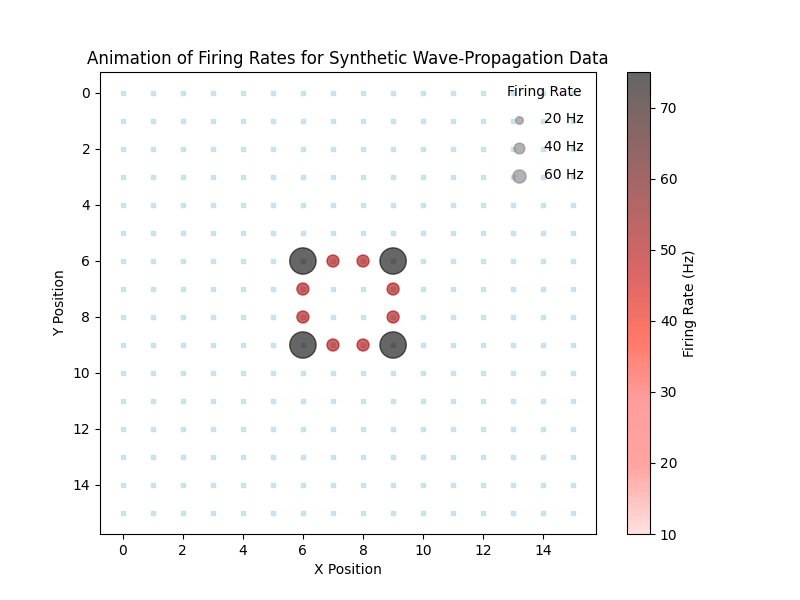 Animation of Firing Rates for Synthetic Wave-Propagation Data
Firing Rate
20 Hz
40 Hz
60 Hz
0
2
4
6
8
10
12
14
Y Position
0 2 4 6 8 10 12 14
X Position
70
60
50
40
30
20
10
Firing Rate (Hz)